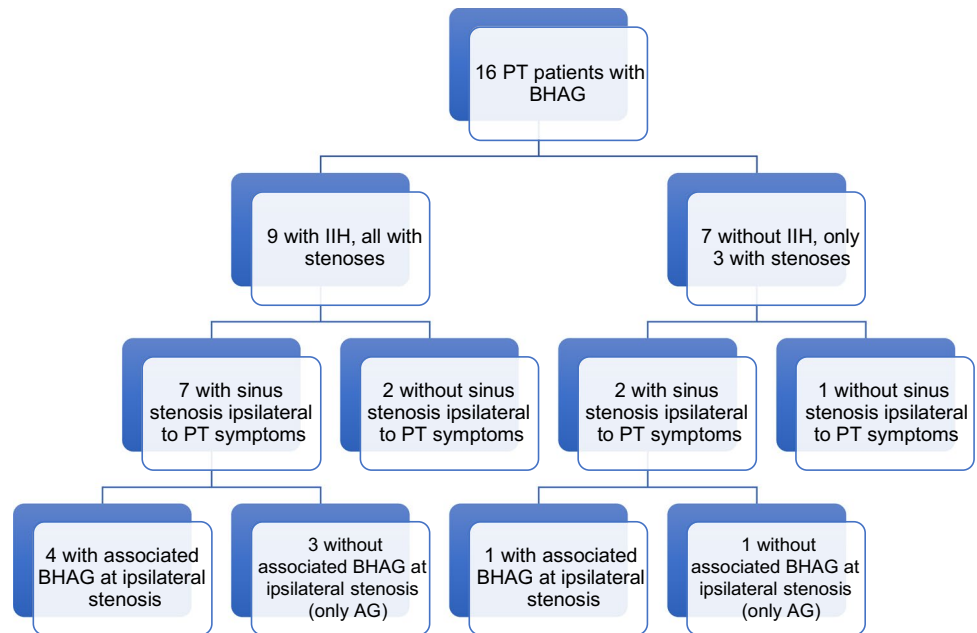 16 PT patients with
BHAG
9 with IIH, all with
stenoses
7 without IIH, only
3 with stenoses
7 with sinus
stenosis ipsilateral
to PT symptoms
2 without sinus
stenosis ipsilateral
to PT symptoms
2 with sinus
stenosis ipsilateral
to PT symptoms
1 without sinus
stenosis ipsilateral
to PT symptoms
4 with associated
BHAG at ipsilateral
stenosis
3 without
associated BHAG at
ipsilateral stenosis
(only AG)
1 with associated
BHAG at ipsilateral
stenosis
1 without
associated BHAG at
ipsilateral stenosis
(only AG)